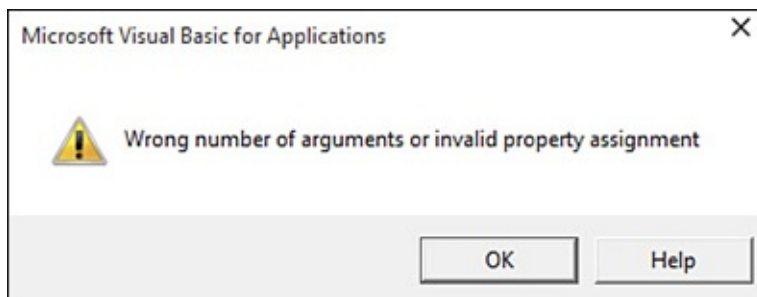 Microsoft Visual Basic for Applications
Wrong number of arguments or invalid property assignment
OK
Help